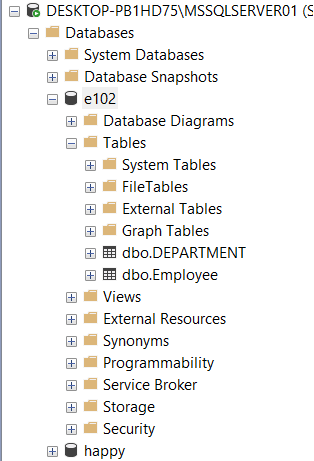 DESKTOP-PB1HD75\MSSQLSERVER01 (S
Databases
System Databases
Database Snapshots
e102
Database Diagrams
Tables
System Tables
FileTables
External Tables
Graph Tables
dbo.DEPARTMENT
dbo.Employee
Views
External Resources
Synonyms
Programmability
Service Broker
Storage
Security
happy